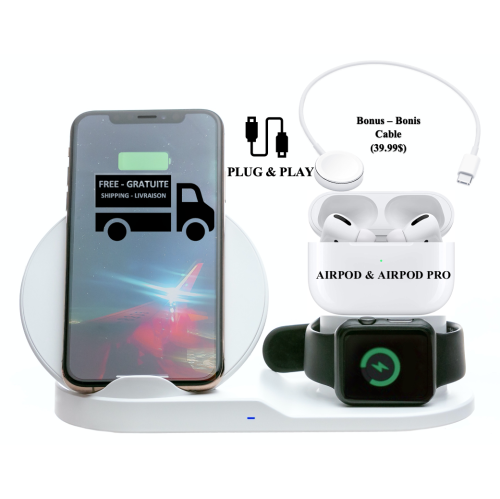 Bonus – Bonis
Cable
(39.99$)
PLUG & PLAY
FREE - GRATUITE
SHIPPING - LIVRAISON
AIRPOD & AIRPOD PRO